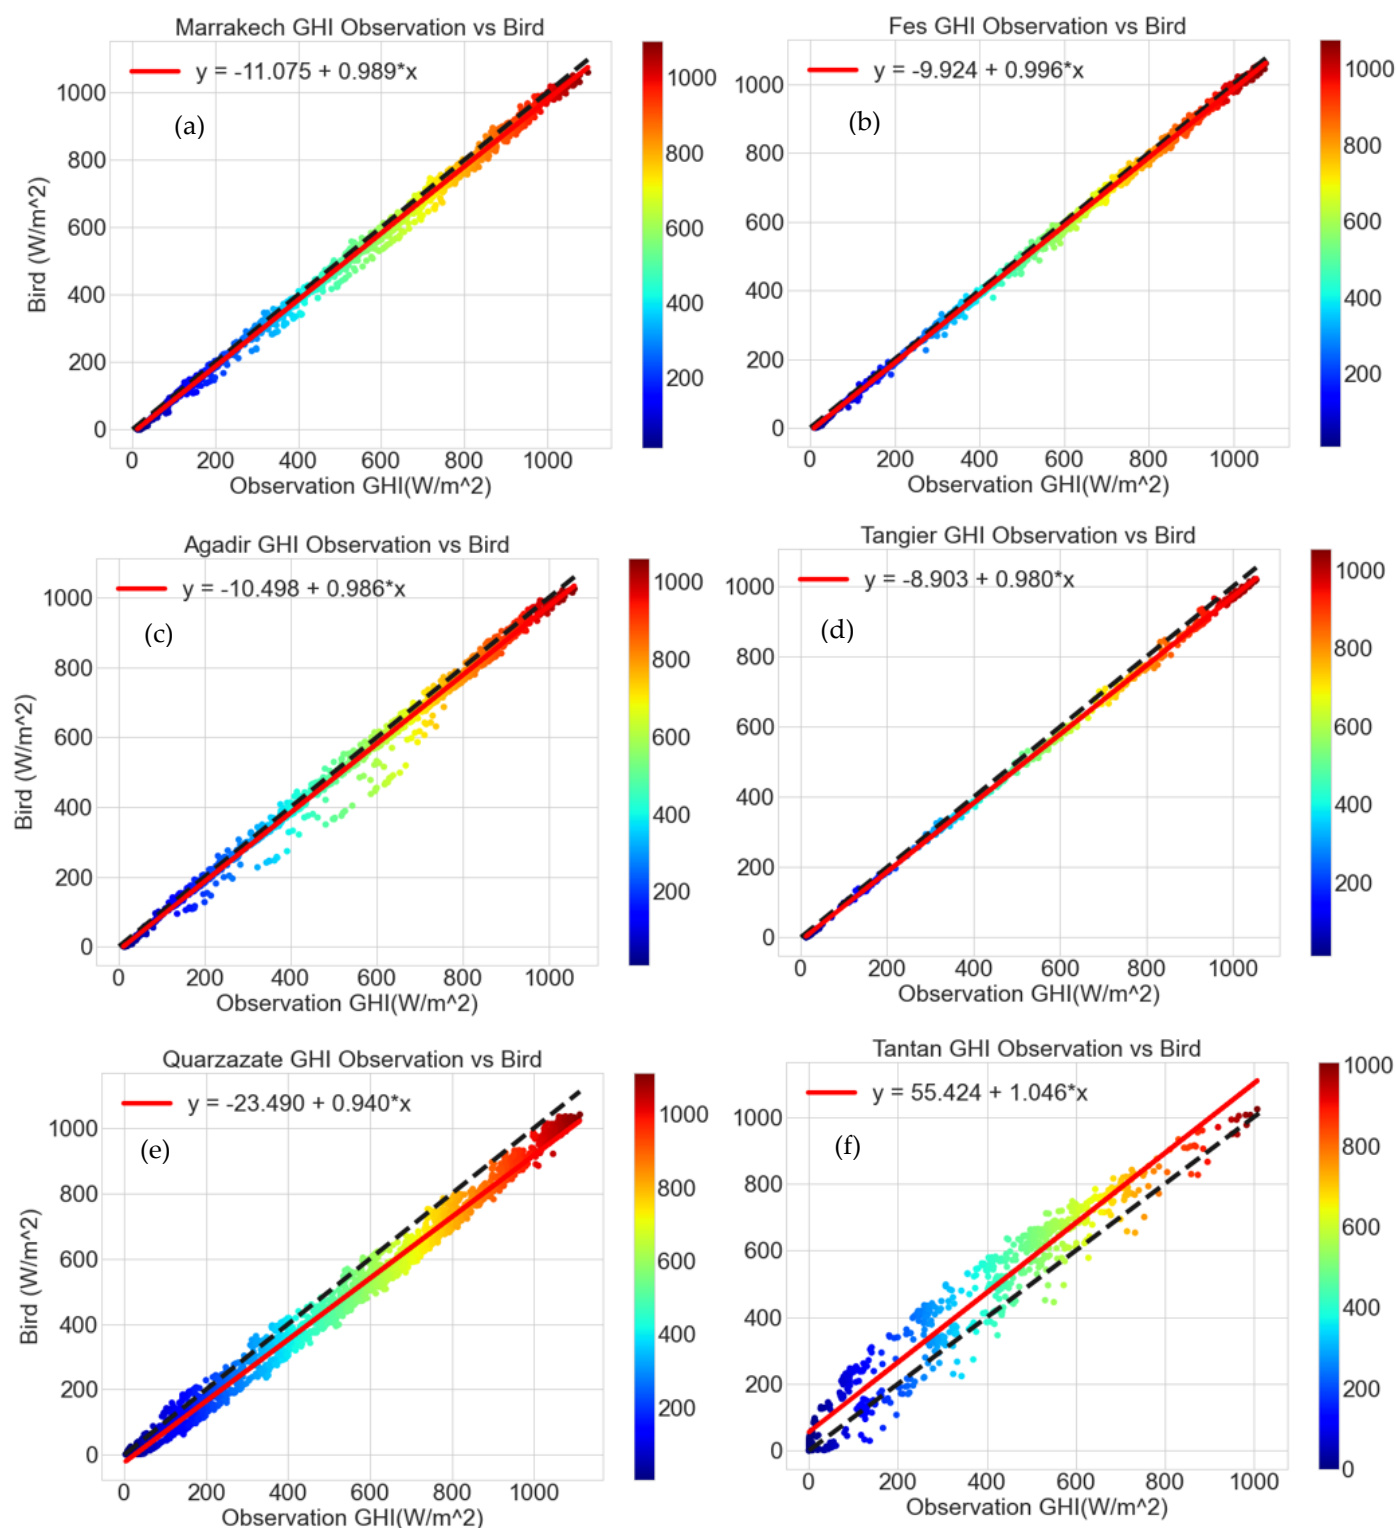 Marrakech GHI Observation vs Bird
y = -11.075 + 0.989*x
(a)
Bird (W/m^2)
1000
800
600
400
200
0
0 200 400 600 800 1000
Observation GHI(W/m^2)
1000
800
600
400
200
Fes GHI Observation vs Bird
y = -9.924 + 0.996*x
(b)
1000
800
600
400
200
0
0 200 400 600 800 1000
Observation GHI(W/m^2)
1000
800
600
400
200
Agadir GHI Observation vs Bird
y = -10.498 + 0.986*x
(c)
Bird (W/m^2)
1000
800
600
400
200
0
0 200 400 600 800 1000
Observation GHI(W/m^2)
1000
800
600
400
200
Tangier GHI Observation vs Bird
y = -8.903 + 0.980*x
(d)
1000
800
600
400
200
0
0 200 400 600 800 1000
Observation GHI(W/m^2)
1000
800
600
400
200
Quarzazate GHI Observation vs Bird
y = -23.490 + 0.940*x
(e)
Bird (W/m^2)
1000
800
600
400
200
0
0 200 400 600 800 1000
Observation GHI(W/m^2)
1000
800
600
400
200
Tantan GHI Observation vs Bird
y = 55.424 + 1.046*x
(f)
1000
800
600
400
200
0
0 200 400 600 800 1000
Observation GHI(W/m^2)
1000
800
600
400
200
0